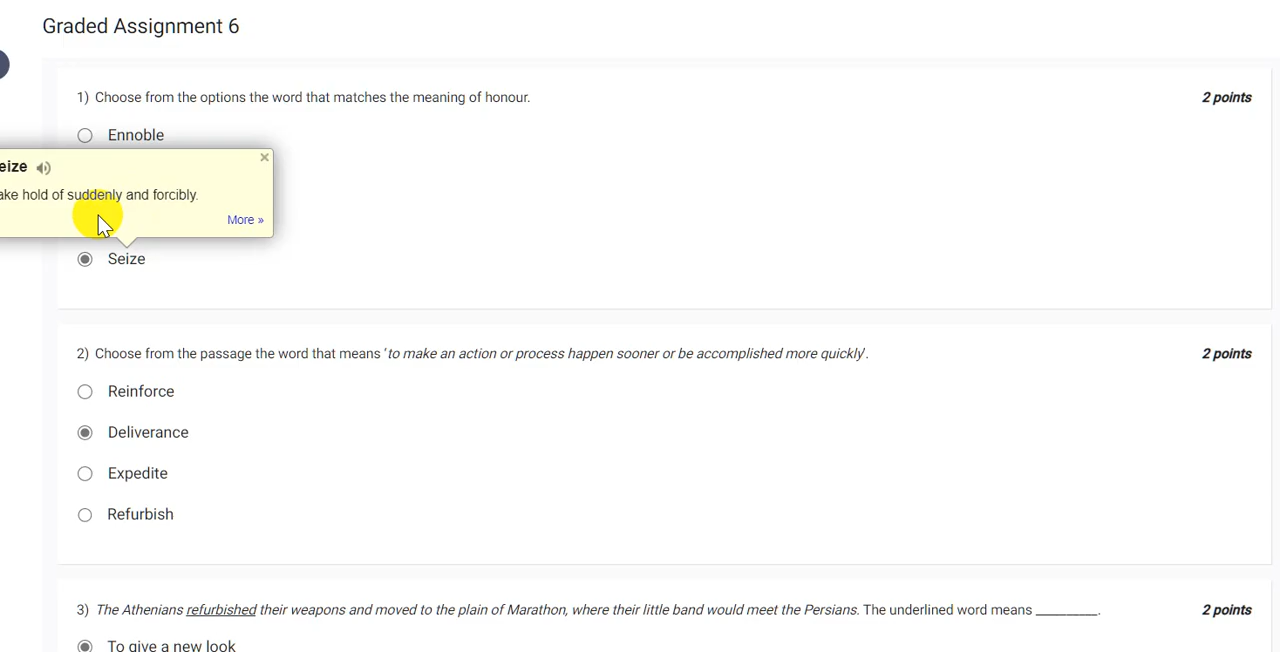 Graded Assignment 6
1) Choose from the options the word that matches the meaning of honour.
2 points
Ennoble
eize
ake hold of suddenly and forcibly.
More »
Seize
2) Choose from the passage the word that means ‘to make an action or process happen sooner or be accomplished more quickly’.
2 points
Reinforce
Deliverance
Expedite
Refurbish
3) The Athenians refurbished their weapons and moved to the plain of Marathon, where their little band would meet the Persians. The underlined word means _________.
2 points
To give a new look